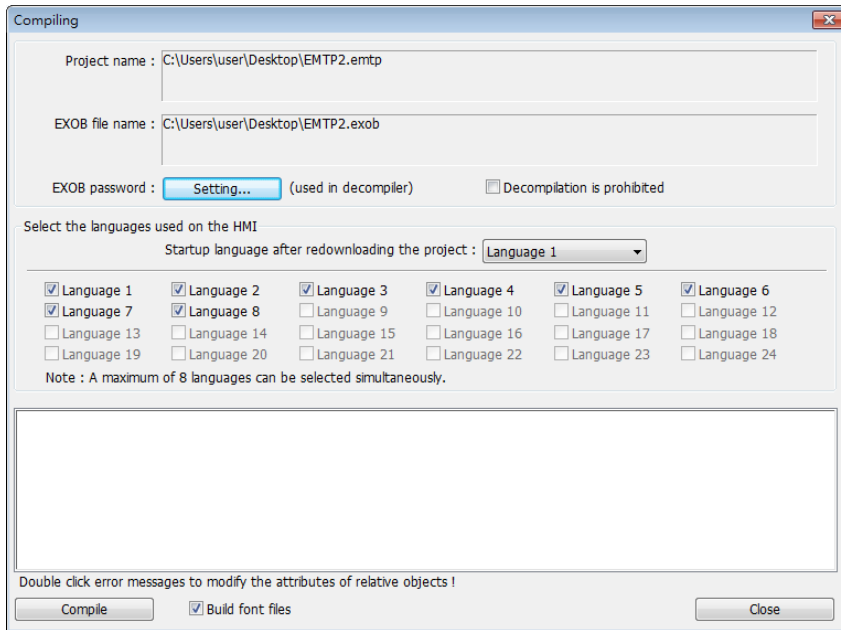 Compiling
Project name : C:\Users\user\Desktop\EMTP2.emtp
EXOB file name : C:\Users\user\Desktop\EMTP2.exob
EXOB password : Setting... (used in decompiler) Decompilation is prohibited
Select the languages used on the HMI
Startup language after redownloading the project : Language 1
Language 1 Language 2 Language 3 Language 4 Language 5 Language 6
Language 7 Language 8 Language 9 Language 10 Language 11 Language 12
Language 13 Language 14 Language 15 Language 16 Language 17 Language 18
Language 19 Language 20 Language 21 Language 22 Language 23 Language 24
Note : A maximum of 8 languages can be selected simultaneously.
Double click error messages to modify the attributes of relative objects !
Compile Build font files Close